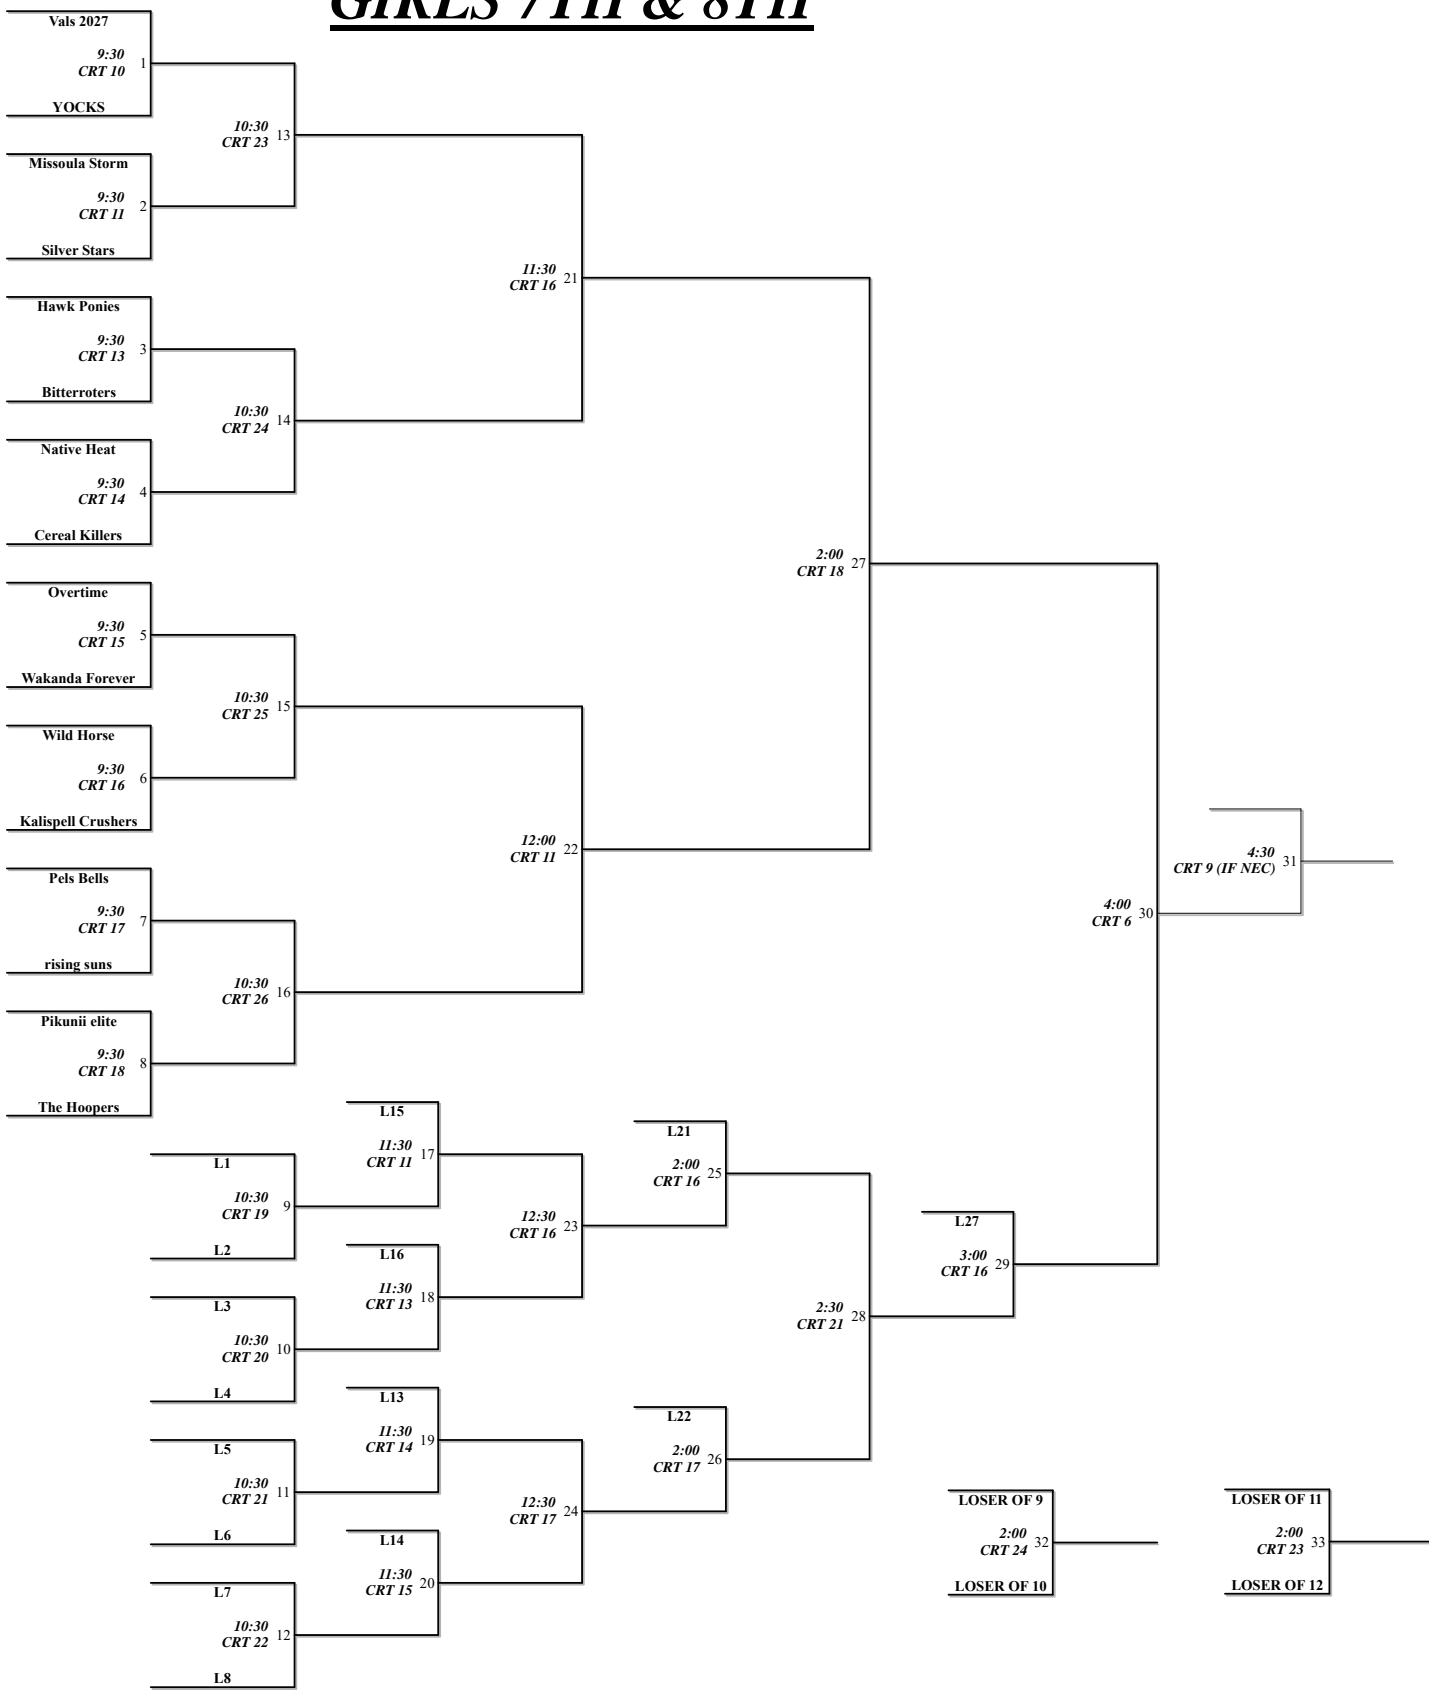 GIRLS 7TH & 8TH
Vals 2027
9:30
CRT 10
1
YOCKS
10:30
CRT 23
13
Missoula Storm
9:30
CRT 11
2
Silver Stars
11:30
CRT 16
21
Hawk Ponies
9:30
CRT 13
3
Bitterroters
10:30
CRT 24
14
Native Heat
9:30
CRT 14
4
Cereal Killers
2:00
CRT 18
27
Overtime
9:30
CRT 15
5
Wakanda Forever
10:30
CRT 25
15
Wild Horse
9:30
CRT 16
6
Kalispell Crushers
12:00
CRT 11
22
4:30
CRT 9 (IF NEC)
31
Pels Bells
9:30
CRT 17
7
rising suns
4:00
CRT 6
30
10:30
CRT 26
16
Pikunii elite
9:30
CRT 18
8
The Hoopers
L15
11:30
CRT 11
17
L21
2:00
CRT 16
25
L1
10:30
CRT 19
9
L2
12:30
CRT 16
23
L27
3:00
CRT 16
29
L16
11:30
CRT 13
18
L3
10:30
CRT 20
10
L4
2:30
CRT 21
28
L13
11:30
CRT 14
19
L22
2:00
CRT 17
26
L5
10:30
CRT 21
11
L6
12:30
CRT 17
24
L14
11:30
CRT 15
20
L7
10:30
CRT 22
12
L8
LOSER OF 9
2:00
CRT 24
32
LOSER OF 10
LOSER OF 11
2:00
CRT 23
33
LOSER OF 12